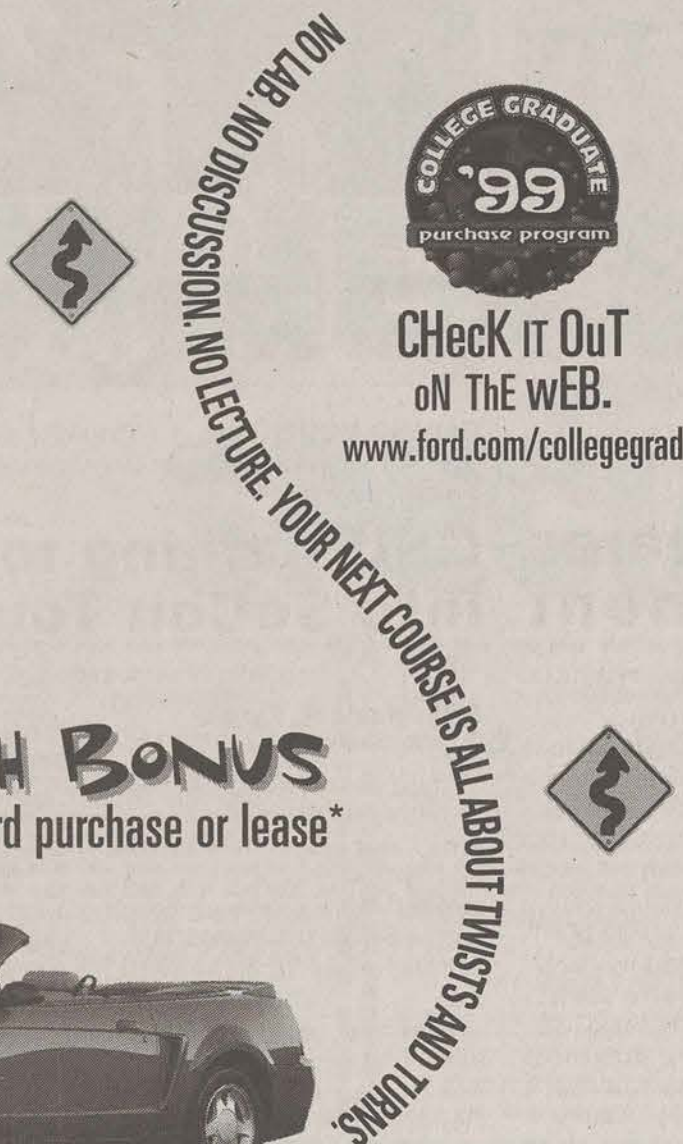 NO LAB. NO DISCUSSION. NO LECTURE. YOUR NEXT COURSE IS ALL ABOUT TWISTS AND TURNS.
COLLEGE GRADUATE
'99
purchase program
CHecK IT OuT
oN ThE wEB.
www.ford.com/collegegrad
BONUS
purchase or lease*